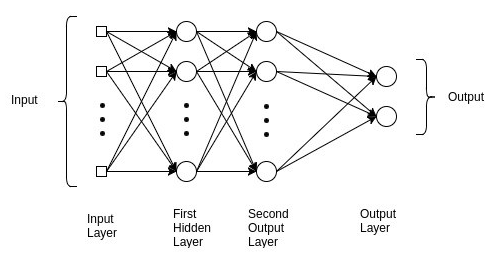 Input
Output
Input
Layer
First
Hidden
Layer
Second
Output
Layer
Output
Layer